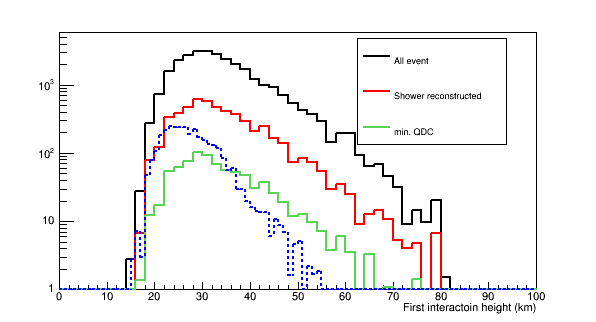 All event
Shower reconstructed
min. QDC
10³
10²
10
1
0 10 20 30 40 50 60 70 80 90 100
First interactoin height (km)